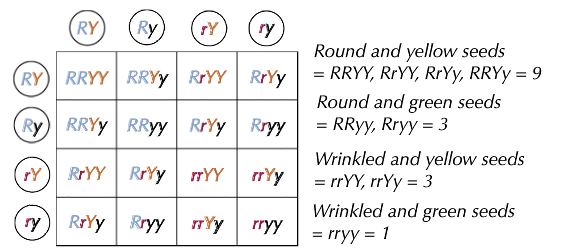 RY Ry rY ry
RY RRYY RRYy RrYY RrYy
Ry RRYy RRyy RrYy Rryy
rY RrYY RrYy rrYY rrYy
ry RrYy Rryy rrYy rryy
Round and yellow seeds
= RRYY, RrYY, RrYy, RRYy = 9
Round and green seeds
= RRyy, Rryy = 3
Wrinkled and yellow seeds
= rrYY, rrYy = 3
Wrinkled and green seeds
= rryy = 1